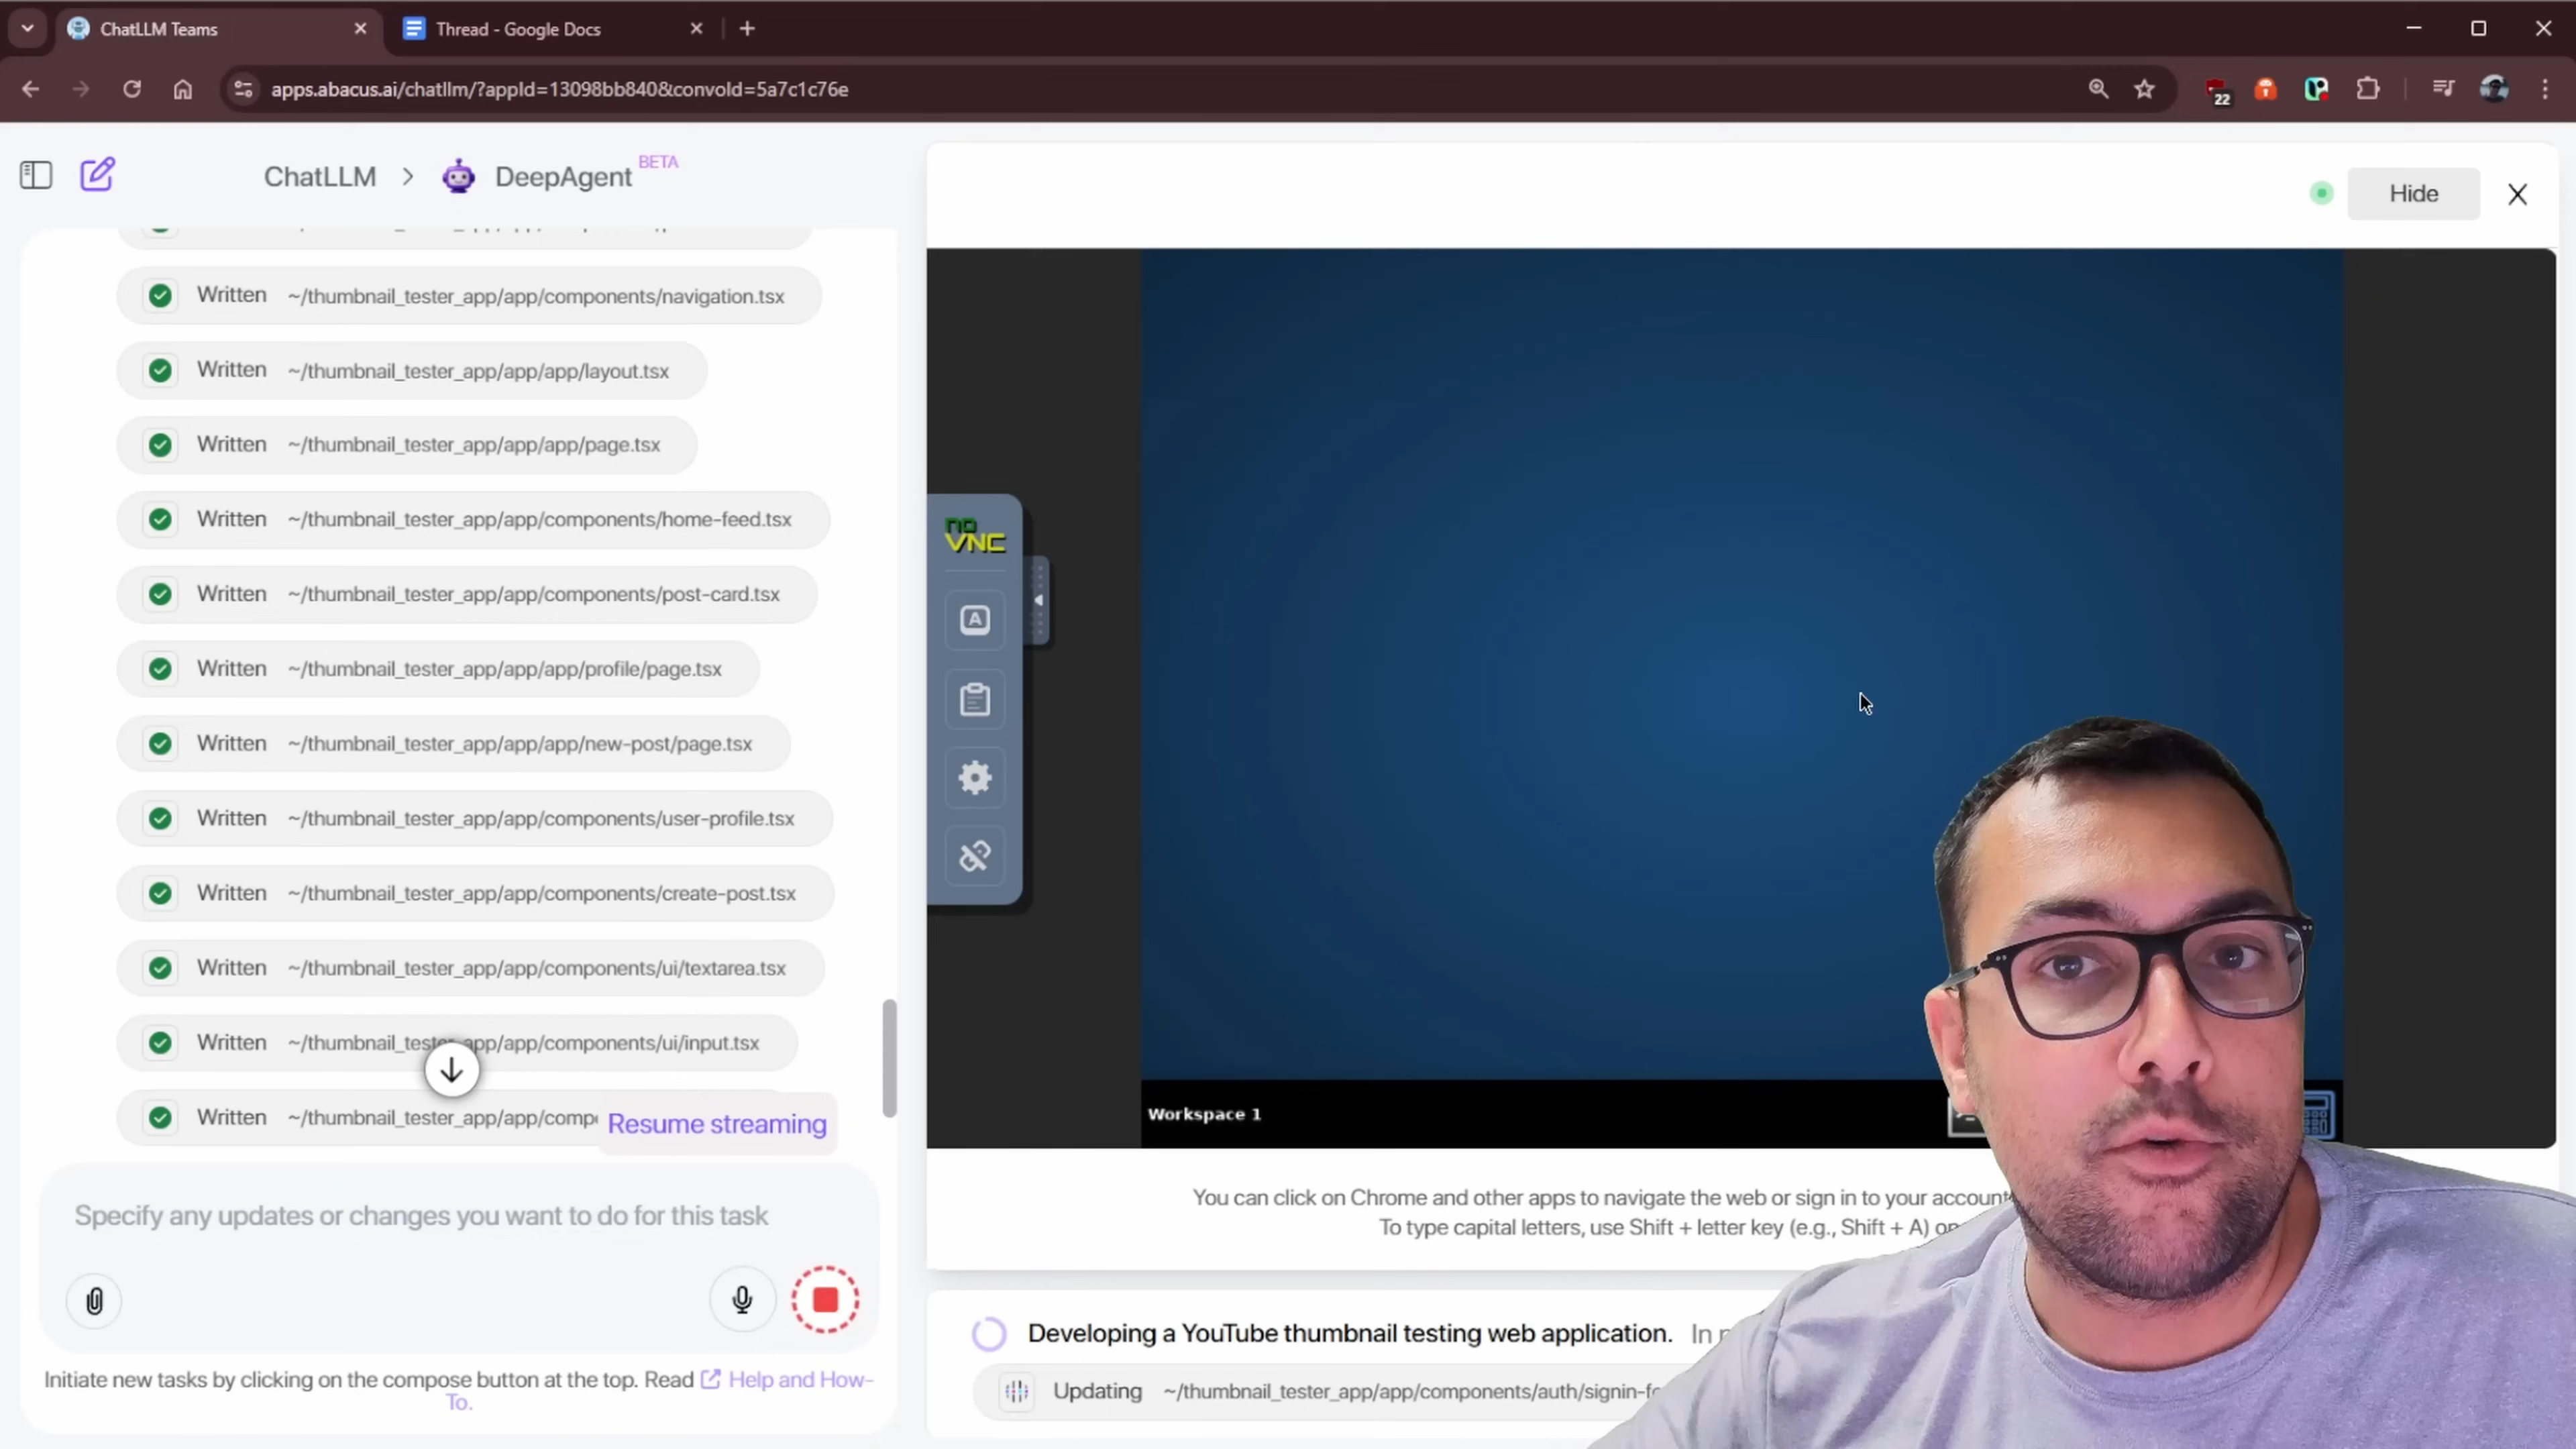 ChatLLM Teams
Thread - Google Docs
apps.abacus.ai/chatllm/?appId=13098bb840&convoId=5a7c1c76e
22
ChatLLM > DeepAgent BETA
Written ~/thumbnail_tester_app/app/components/navigation.tsx
Written ~/thumbnail_tester_app/app/app/layout.tsx
Written ~/thumbnail_tester_app/app/app/page.tsx
Written ~/thumbnail_tester_app/app/components/home-feed.tsx
Written ~/thumbnail_tester_app/app/components/post-card.tsx
Written ~/thumbnail_tester_app/app/app/profile/page.tsx
Written ~/thumbnail_tester_app/app/app/new-post/page.tsx
Written ~/thumbnail_tester_app/app/components/user-profile.tsx
Written ~/thumbnail_tester_app/app/components/create-post.tsx
Written ~/thumbnail_tester_app/app/components/ui/textarea.tsx
Written ~/thumbnail_tester_app/app/components/ui/input.tsx
Written ~/thumbnail_tester_app/app/comp
Resume streaming
Specify any updates or changes you want to do for this task
Initiate new tasks by clicking on the compose button at the top. Read Help and How-
To.
Hide
no
VNC
A
Workspace 1
You can click on Chrome and other apps to navigate the web or sign in to your account
To type capital letters, use Shift + letter key (e.g., Shift + A) on
Developing a YouTube thumbnail testing web application. In
Updating ~/thumbnail_tester_app/app/components/auth/signin-fo